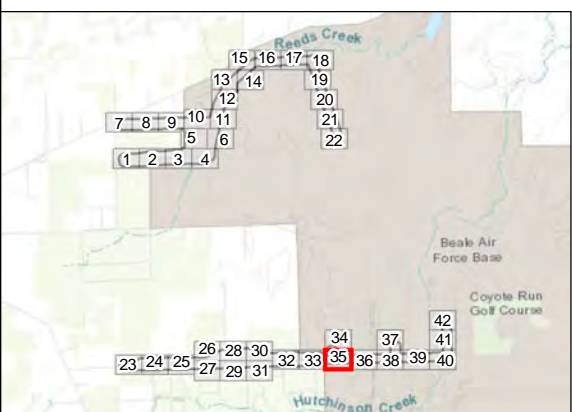 Reeds Creek
15 16 17 18
13 14 19
12 20
7 8 9 10 11 21
5 6 22
1 2 3 4
Beale Air
Force Base
Coyote Run
Golf Course
42
34 37 41
26 28 30
23 24 25 27 29 31 32 33 35 36 38 39 40
Hutchinson Creek